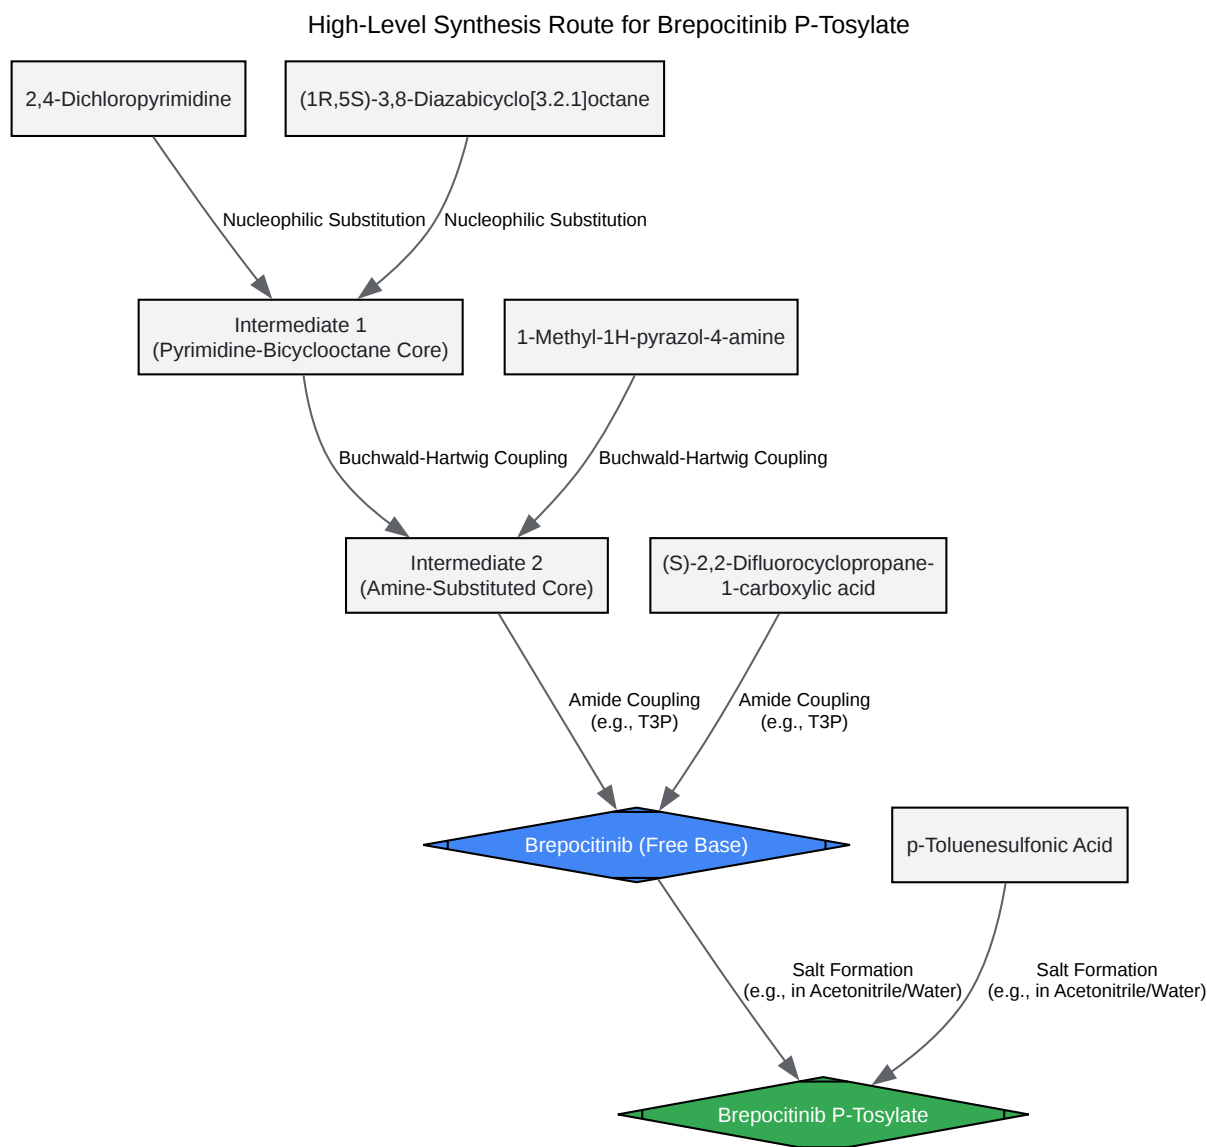 High-Level Synthesis Route for Brepocitinib P-Tosylate
2,4-Dichloropyrimidine
(1R,5S)-3,8-Diazabicyclo[3.2.1]octane
Nucleophilic Substitution
Nucleophilic Substitution
Intermediate 1
(Pyrimidine-Bicyclooctane Core)
1-Methyl-1H-pyrazol-4-amine
Buchwald-Hartwig Coupling
Buchwald-Hartwig Coupling
Intermediate 2
(Amine-Substituted Core)
(S)-2,2-Difluorocyclopropane-
1-carboxylic acid
Amide Coupling
(e.g., T3P)
Amide Coupling
(e.g., T3P)
Brepocitinib (Free Base)
p-Toluenesulfonic Acid
Salt Formation
(e.g., in Acetonitrile/Water)
Salt Formation
(e.g., in Acetonitrile/Water)
Brepocitinib P-Tosylate